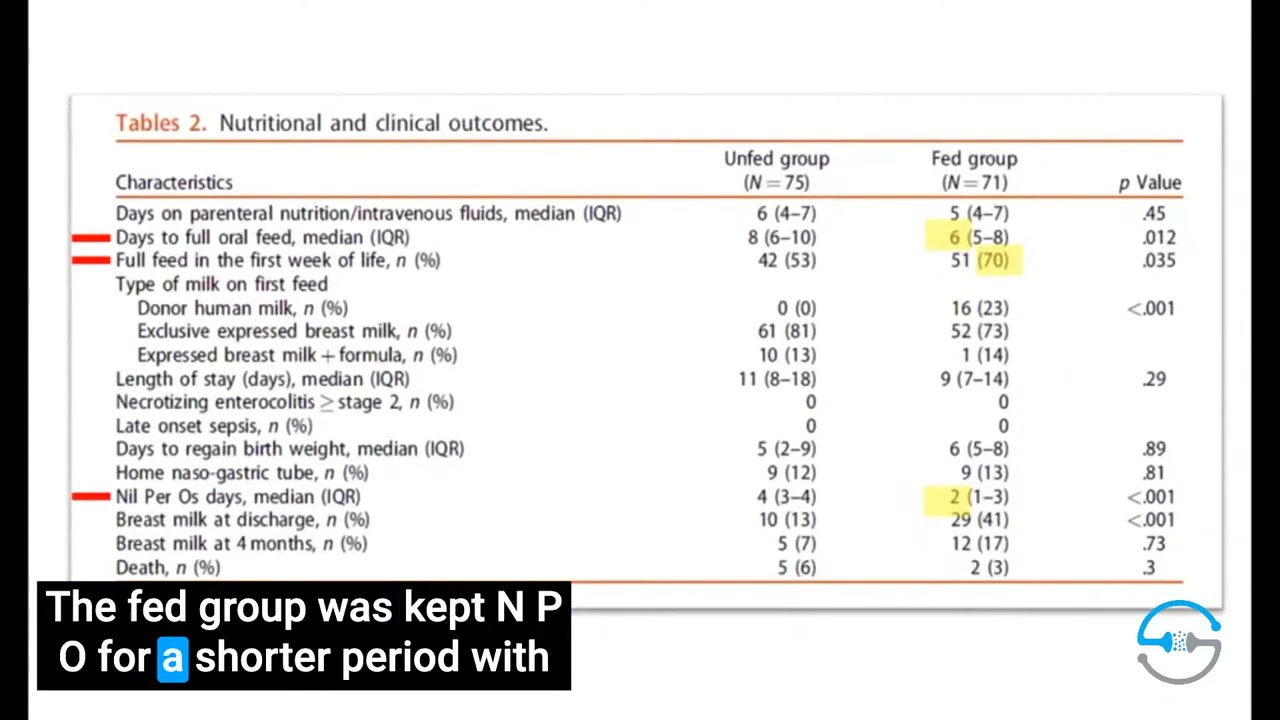 Tables 2. Nutritional and clinical outcomes.
Unfed group Fed group
Characteristics (N=75) (N=71) p Value
Days on parenteral nutrition/intravenous fluids, median (IQR) 6 (4–7) 5 (4–7) .45
Days to full oral feed, median (IQR) 8 (6–10) 6 (5–8) .012
Full feed in the first week of life, n (%) 42 (53) 51 (70) .035
Type of milk on first feed
Donor human milk, n (%) 0 (0) 16 (23) <.001
Exclusive expressed breast milk, n (%) 61 (81) 52 (73)
Expressed breast milk + formula, n (%) 10 (13) 1 (14)
Length of stay (days), median (IQR) 11 (8–18) 9 (7–14) .29
Necrotizing enterocolitis ≥ stage 2, n (%) 0 0
Late onset sepsis, n (%) 0 0
Days to regain birth weight, median (IQR) 5 (2–9) 6 (5–8) .89
Home naso-gastric tube, n (%) 9 (12) 9 (13) .81
Nil Per Os days, median (IQR) 4 (3–4) 2 (1–3) <.001
Breast milk at discharge, n (%) 10 (13) 29 (41) <.001
Breast milk at 4 months, n (%) 5 (7) 12 (17) .73
Death, n (%) 5 (6) 2 (3) .3
The fed group was kept N P
O for a shorter period with